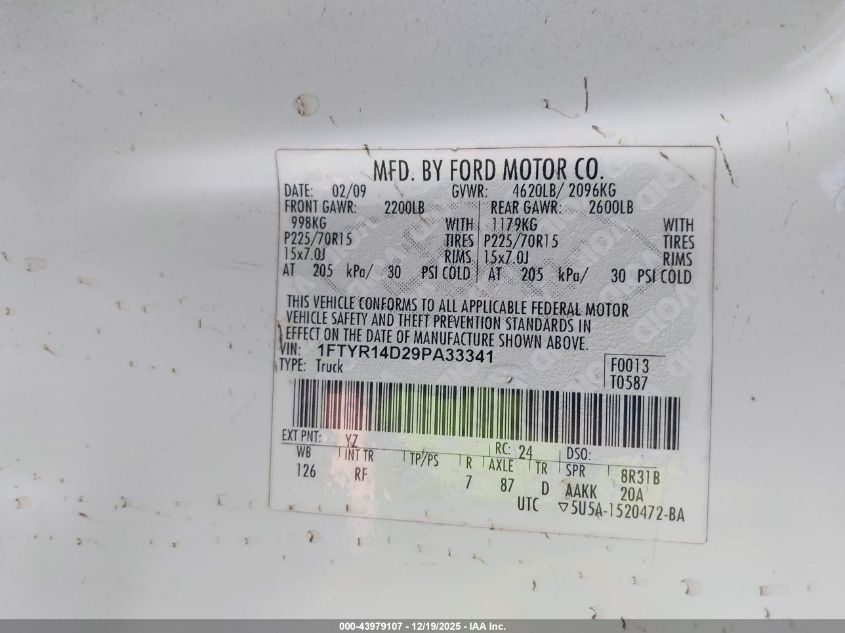 MFD. BY FORD MOTOR CO.
DATE: 02/09 GVWR: 4620LB/ 2096KG
FRONT GAWR: 2200LB REAR GAWR: 2600LB
998KG WITH 1179KG WITH
P225/70R15 TIRES P225/70R15 TIRES
15x7.0J RIMS 15x7.0J RIMS
AT 205 kPa/ 30 PSI COLD AT 205 kPa/ 30 PSI COLD
THIS VEHICLE CONFORMS TO ALL APPLICABLE FEDERAL MOTOR
VEHICLE SAFETY AND THEFT PREVENTION STANDARDS IN
EFFECT ON THE DATE OF MANUFACTURE SHOWN ABOVE.
VIN: 1FTYR14D29PA33341
TYPE: Truck F0013
T0587
EXT PNT: YZ RC: 24 DSO:
WB INT TR TP/PS R AXLE TR SPR 8R31B
126 RF 7 87 D AAKK 20A
UTC ▽5U5A-1520472-BA
000-43979107 - 12/19/2025 - IAA Inc.